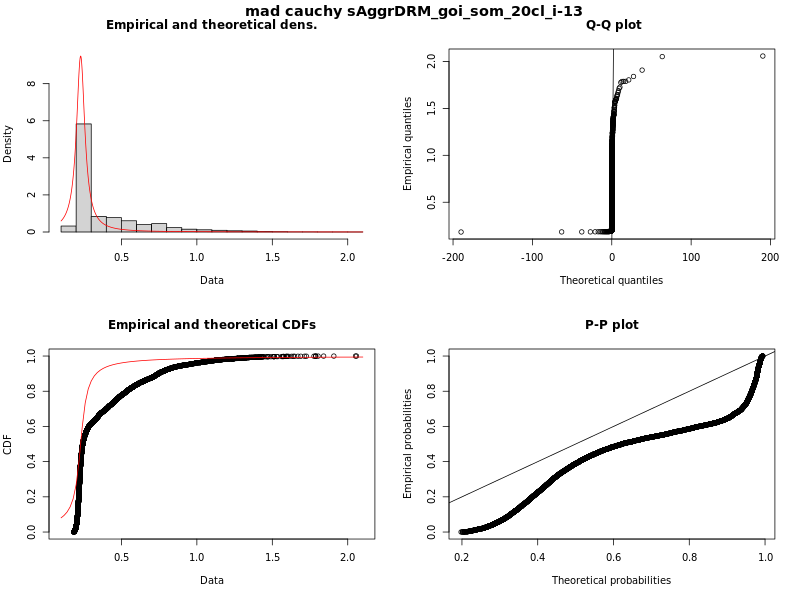 mad cauchy sAggrDRM_goi_som_20cl_i-13
Empirical and theoretical dens.
Density
0 2 4 6 8
0.5 1.0 1.5 2.0
Data
Q-Q plot
Empirical quantiles
0.5 1.0 1.5 2.0
-200 -100 0 100 200
Theoretical quantiles
Empirical and theoretical CDFs
CDF
0.0 0.2 0.4 0.6 0.8 1.0
0.5 1.0 1.5 2.0
Data
P-P plot
Empirical probabilities
0.0 0.2 0.4 0.6 0.8 1.0
0.2 0.4 0.6 0.8 1.0
Theoretical probabilities